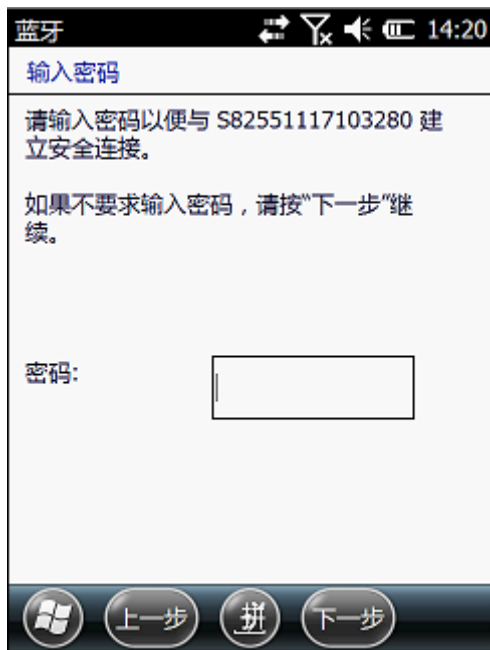 蓝牙 14:20
输入密码
请输入密码以便与 S82551117103280 建
立安全连接。
如果不要求输入密码，请按“下一步”继
续。
密码:
上一步 拼 下一步